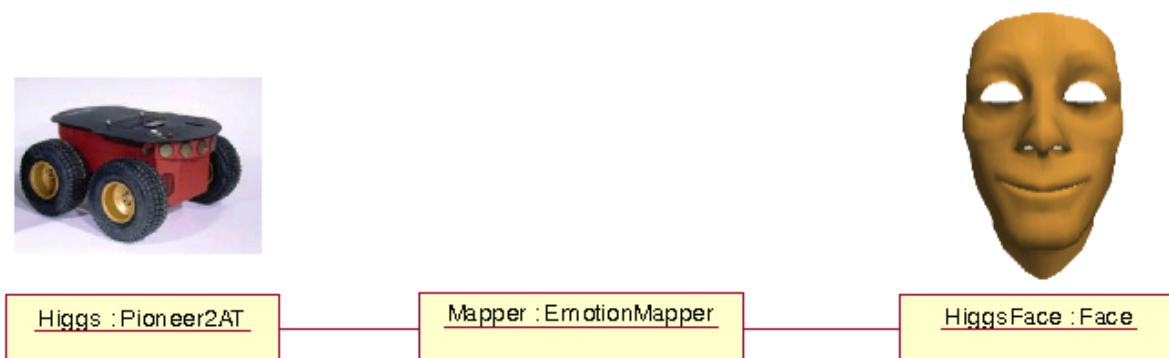 Higgs : Pioneer2AT
Mapper : EmotionMapper
HiggsFace : Face